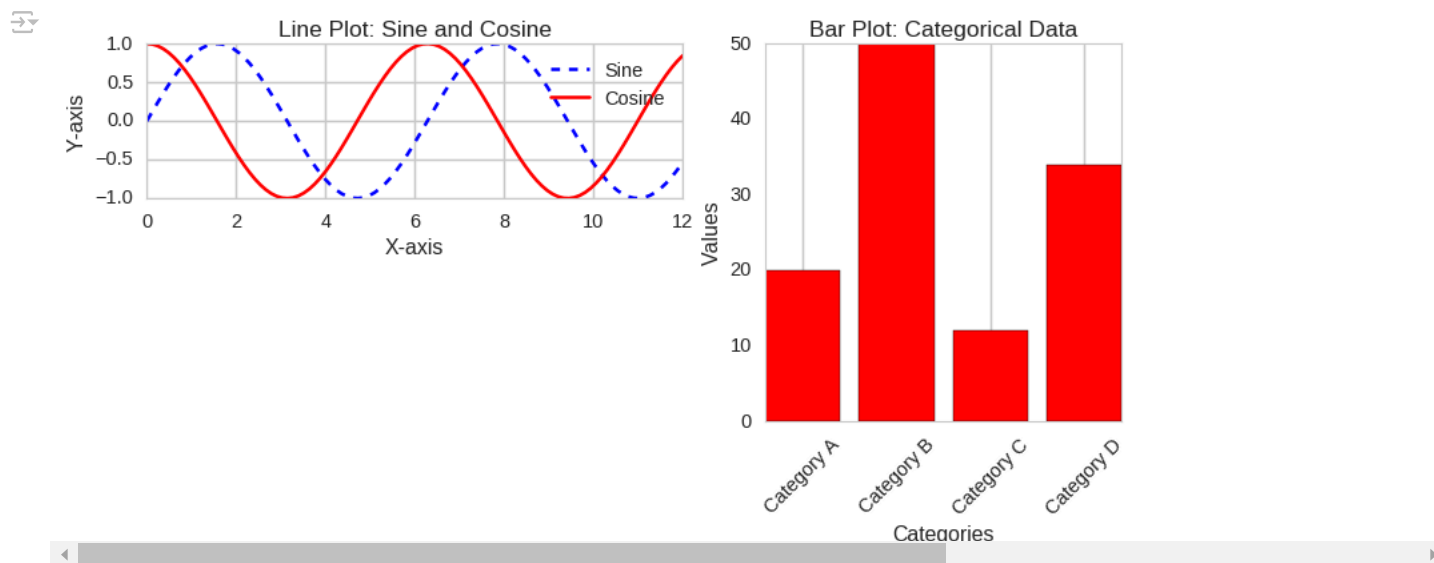 Line Plot: Sine and Cosine
1.0
0.5
0.0
−0.5
−1.0
Y-axis
Sine
Cosine
0 2 4 6 8 10 12
X-axis
Bar Plot: Categorical Data
50
40
30
20
10
0
Values
Category A
Category B
Category C
Category D
Categories